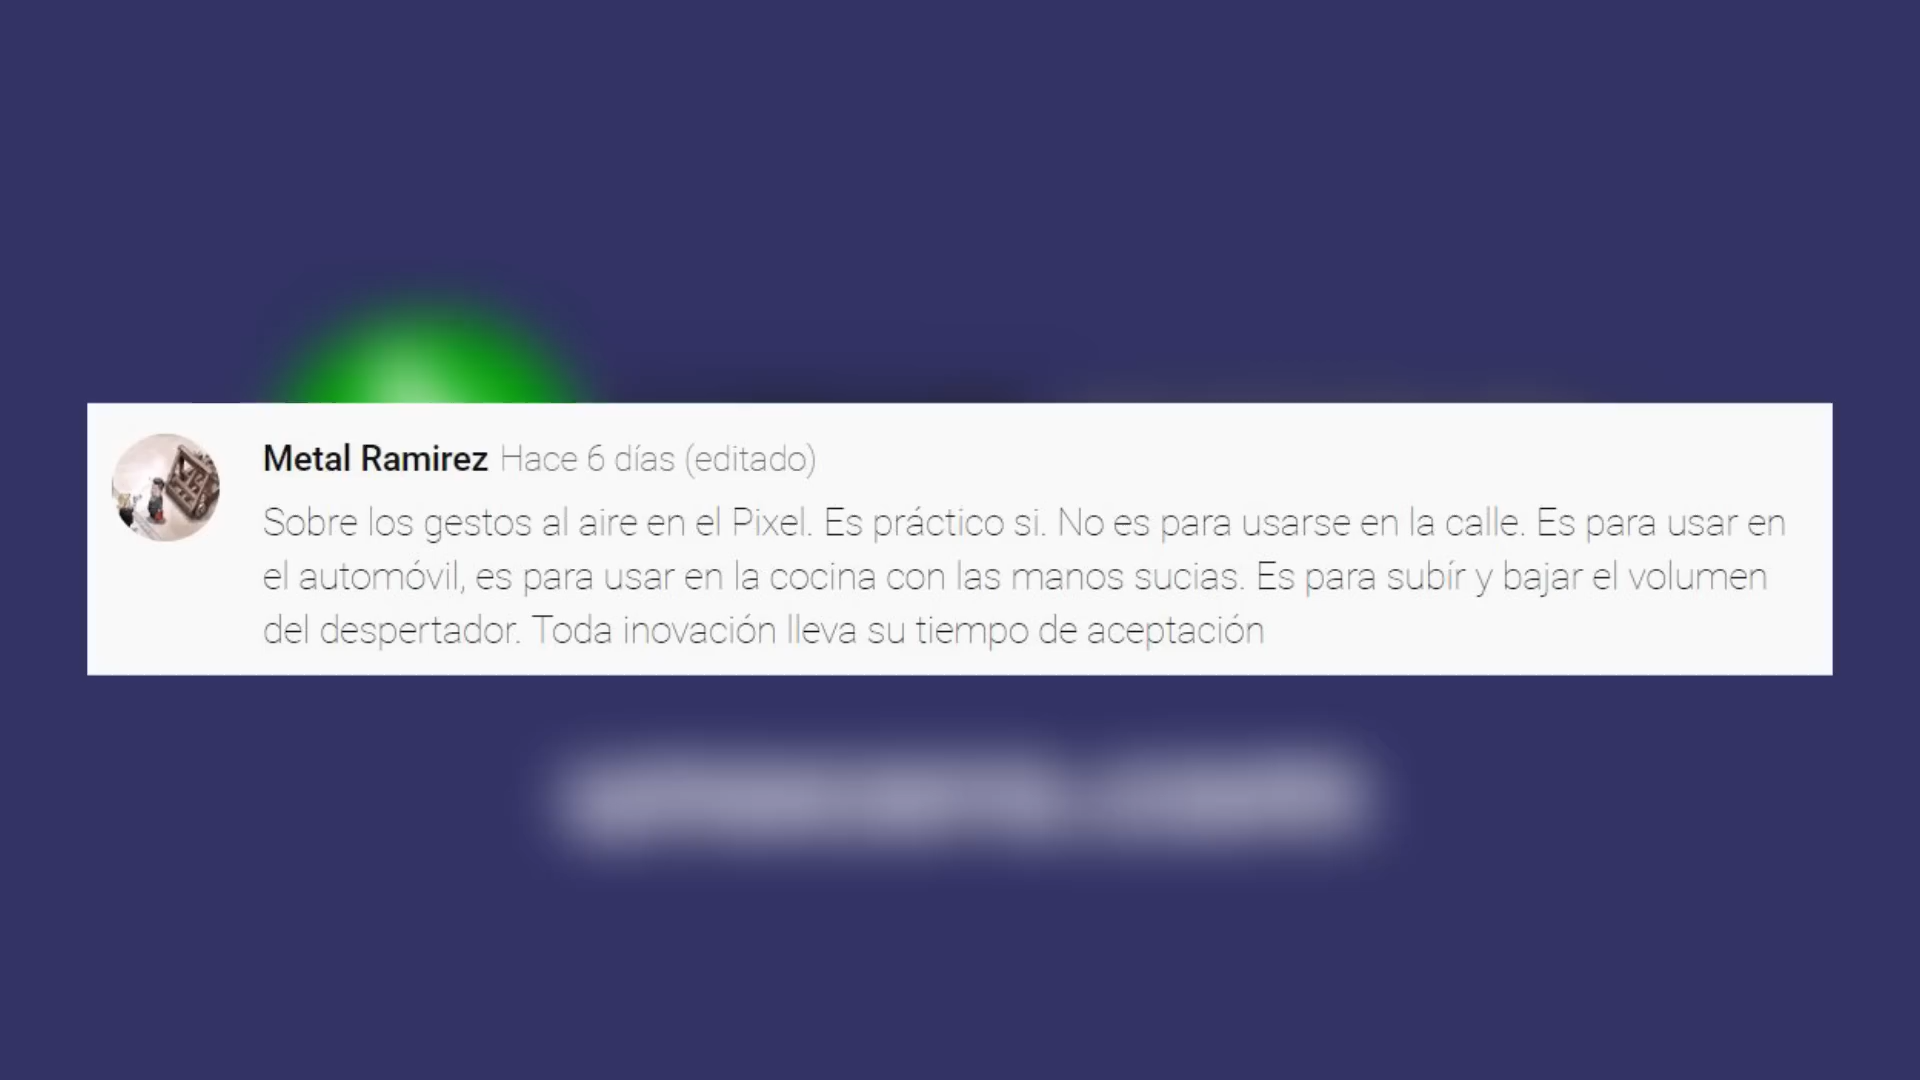 Metal Ramirez Hace 6 días (editado)
Sobre los gestos al aire en el Pixel. Es práctico si. No es para usarse en la calle. Es para usar en
el automóvil, es para usar en la cocina con las manos sucias. Es para subír y bajar el volumen
del despertador. Toda inovación lleva su tiempo de aceptación